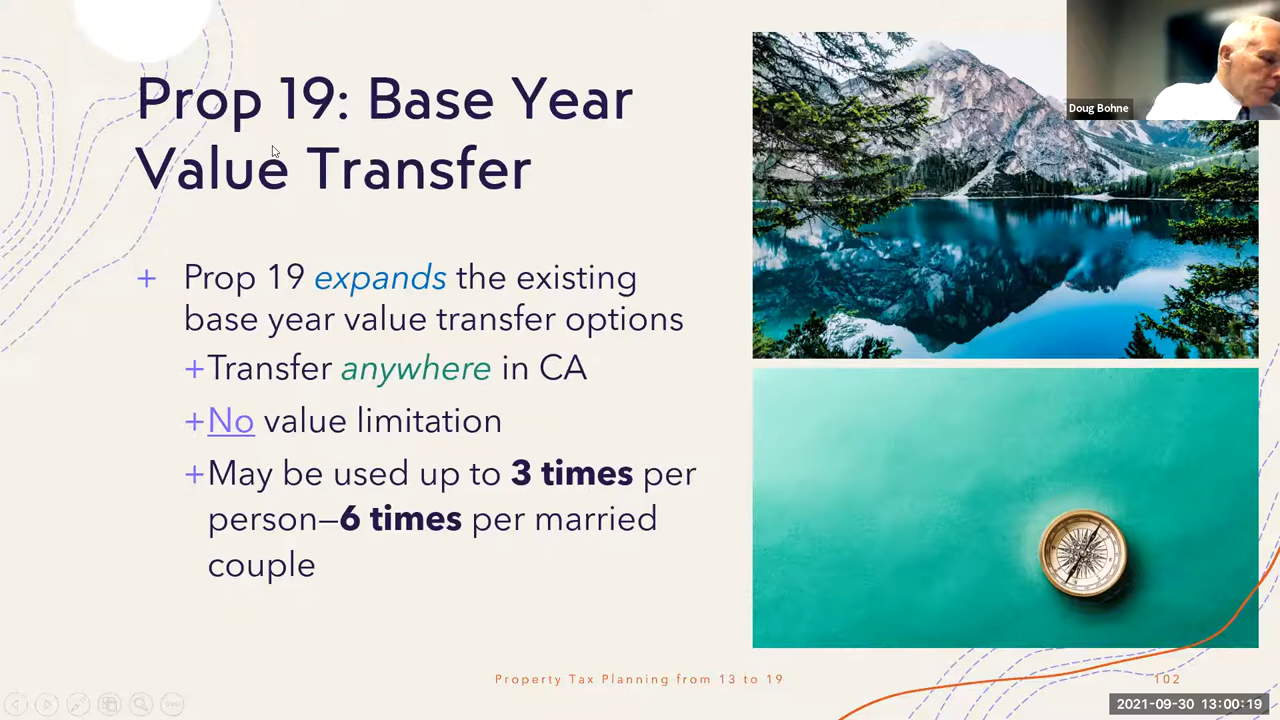 Prop 19: Base Year
Value Transfer
+ Prop 19 expands the existing
base year value transfer options
+Transfer anywhere in CA
+No value limitation
+May be used up to 3 times per
person—6 times per married
couple
Doug Bohne
Property Tax Planning from 13 to 19
102
2021-09-30 13:00:19